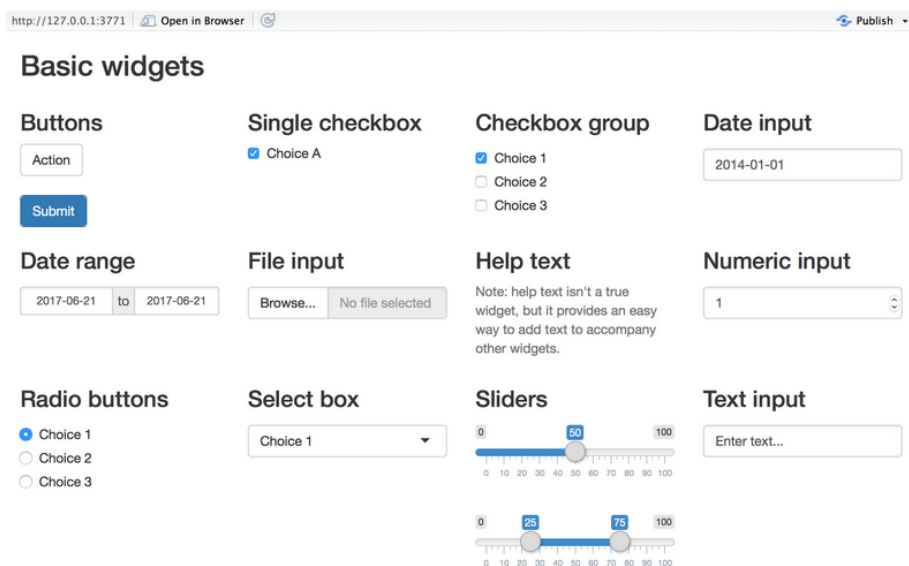 http://127.0.0.1:3771 Open in Browser Publish
Basic widgets
Buttons
Action
Submit
Single checkbox
Choice A
Checkbox group
Choice 1
Choice 2
Choice 3
Date input
2014-01-01
Date range
2017-06-21 to 2017-06-21
File input
Browse... No file selected
Help text
Note: help text isn't a true
widget, but it provides an easy
way to add text to accompany
other widgets.
Numeric input
1
Radio buttons
Choice 1
Choice 2
Choice 3
Select box
Choice 1
Sliders
0 50 100
0 10 20 30 40 50 60 70 80 90 100
0 25 75 100
0 10 20 30 40 50 60 70 80 90 100
Text input
Enter text...